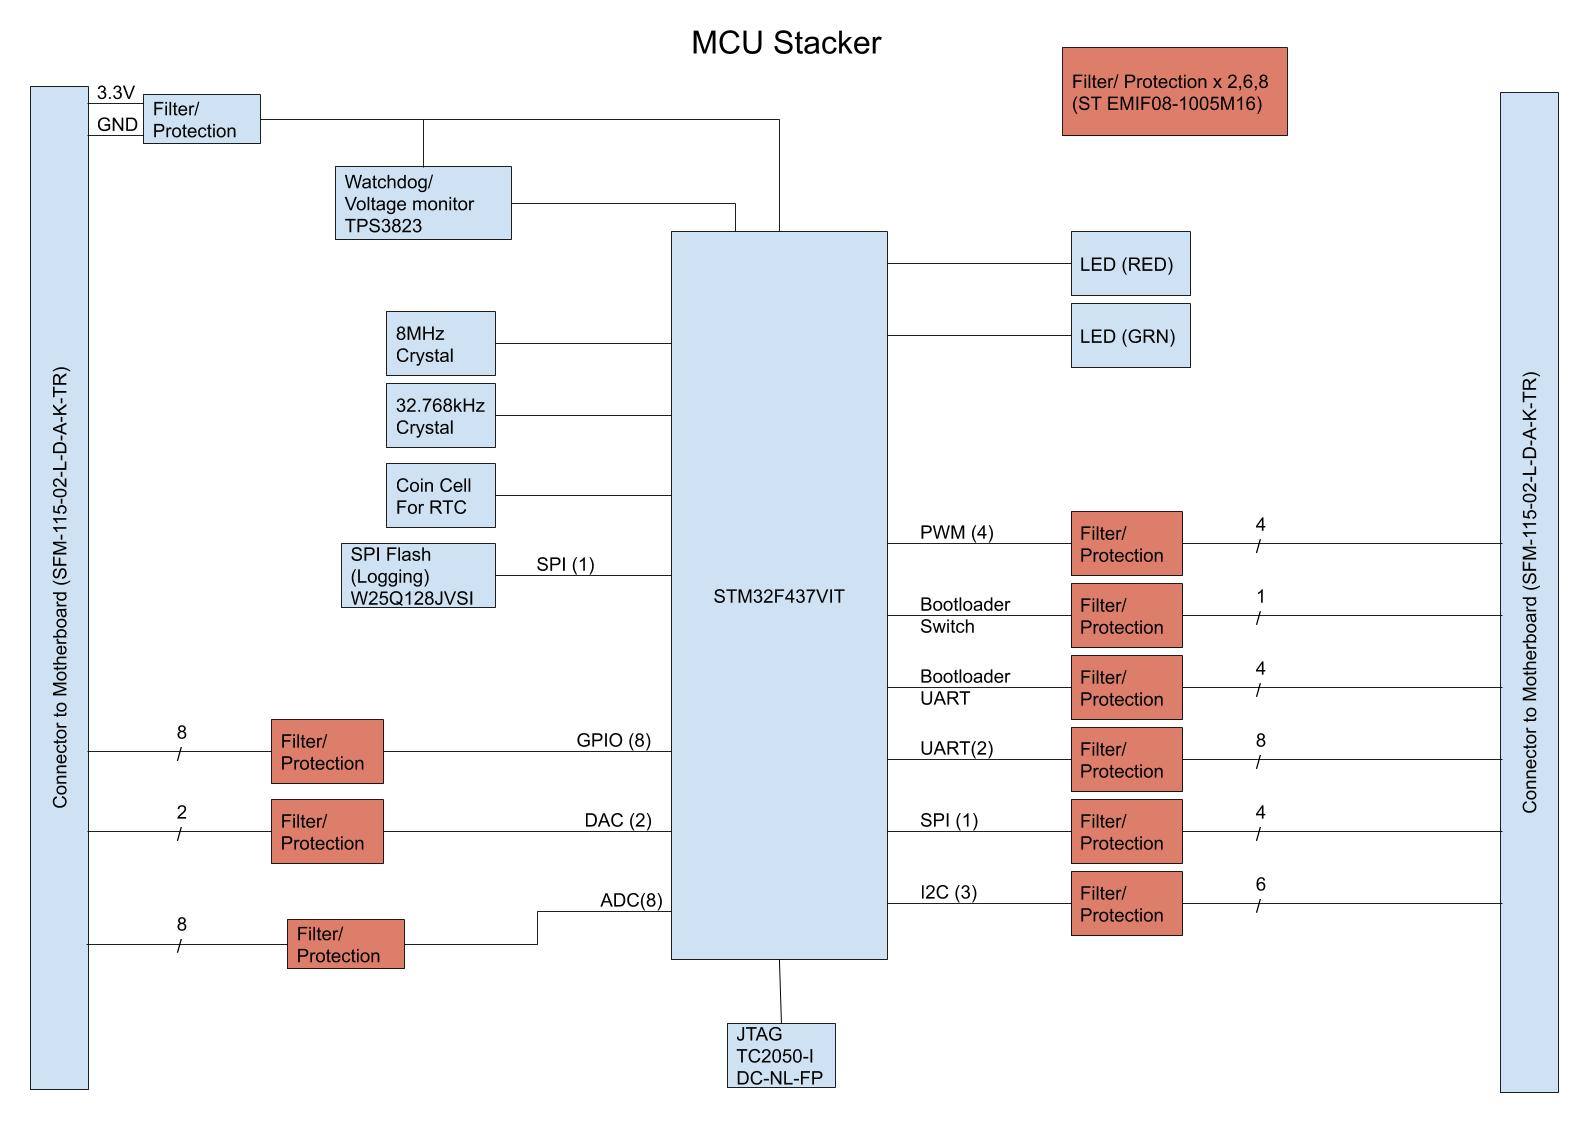 MCU Stacker
Filter/ Protection x 2,6,8
(ST EMIF08-1005M16)
Connector to Motherboard (SFM-115-02-L-D-A-K-TR)
3.3V
GND
Filter/
Protection
Watchdog/
Voltage monitor
TPS3823
8MHz
Crystal
32.768kHz
Crystal
Coin Cell
For RTC
SPI Flash
(Logging)
W25Q128JVSI
SPI (1)
8
Filter/
Protection
GPIO (8)
2
Filter/
Protection
DAC (2)
8
Filter/
Protection
ADC(8)
STM32F437VIT
JTAG
TC2050-I
DC-NL-FP
LED (RED)
LED (GRN)
PWM (4)
Filter/
Protection
4
Bootloader
Switch
Filter/
Protection
1
Bootloader
UART
Filter/
Protection
4
UART(2)
Filter/
Protection
8
SPI (1)
Filter/
Protection
4
I2C (3)
Filter/
Protection
6
Connector to Motherboard (SFM-115-02-L-D-A-K-TR)